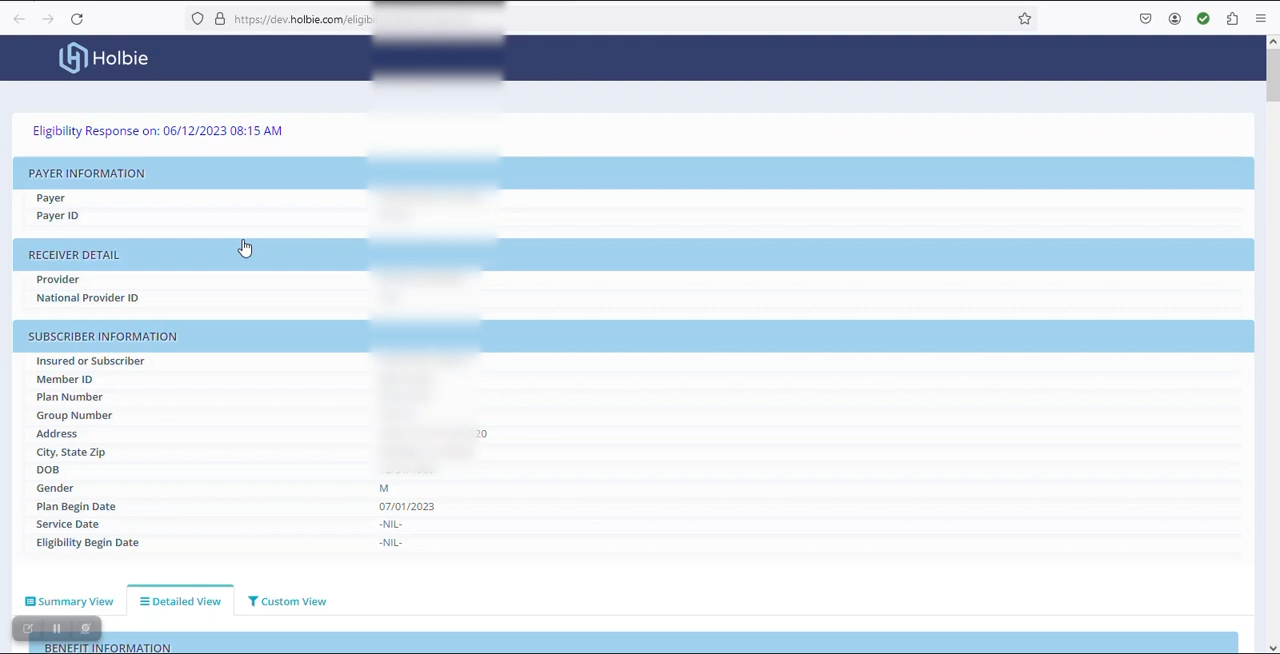 https://dev.holbie.com/eligibi
Holbie
Eligibility Response on: 06/12/2023 08:15 AM
PAYER INFORMATION
Payer
Payer ID
RECEIVER DETAIL
Provider
National Provider ID
SUBSCRIBER INFORMATION
Insured or Subscriber
Member ID
Plan Number
Group Number
Address 20
City, State Zip
DOB
Gender M
Plan Begin Date 07/01/2023
Service Date -NIL-
Eligibility Begin Date -NIL-
Summary View Detailed View Custom View
BENEFIT INFORMATION